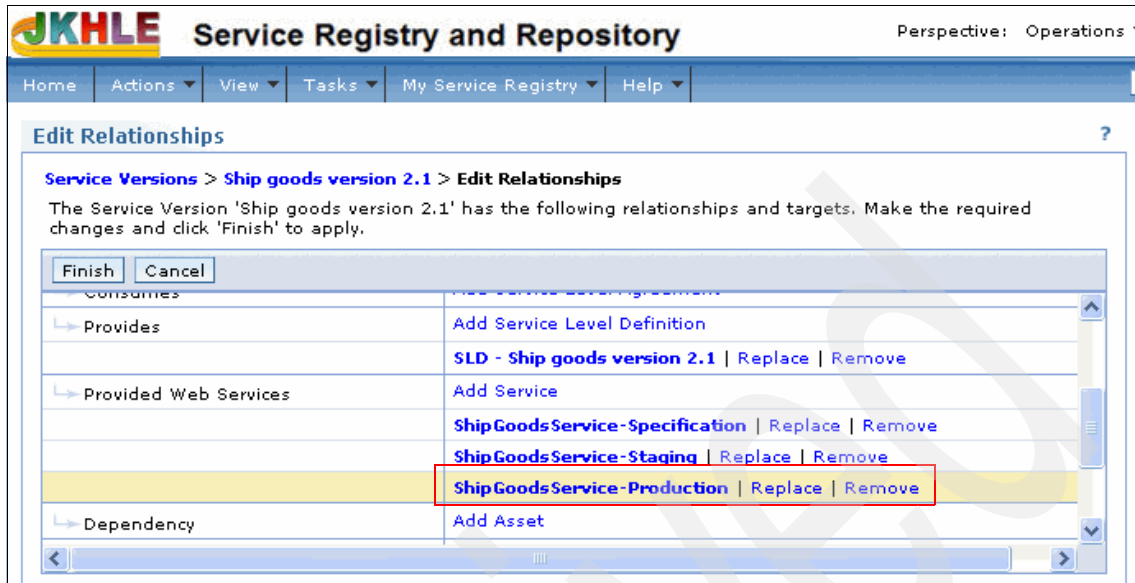 JKHLE Service Registry and Repository Perspective: Operations
Home Actions View Tasks My Service Registry Help
Edit Relationships ?
Service Versions > Ship goods version 2.1 > Edit Relationships
The Service Version 'Ship goods version 2.1' has the following relationships and targets. Make the required
changes and click 'Finish' to apply.
Finish Cancel
Consumes
Provides Add Service Level Definition
SLD - Ship goods version 2.1 | Replace | Remove
Provided Web Services Add Service
ShipGoodsService-Specification | Replace | Remove
ShipGoodsService-Staging | Replace | Remove
ShipGoodsService-Production | Replace | Remove
Dependency Add Asset